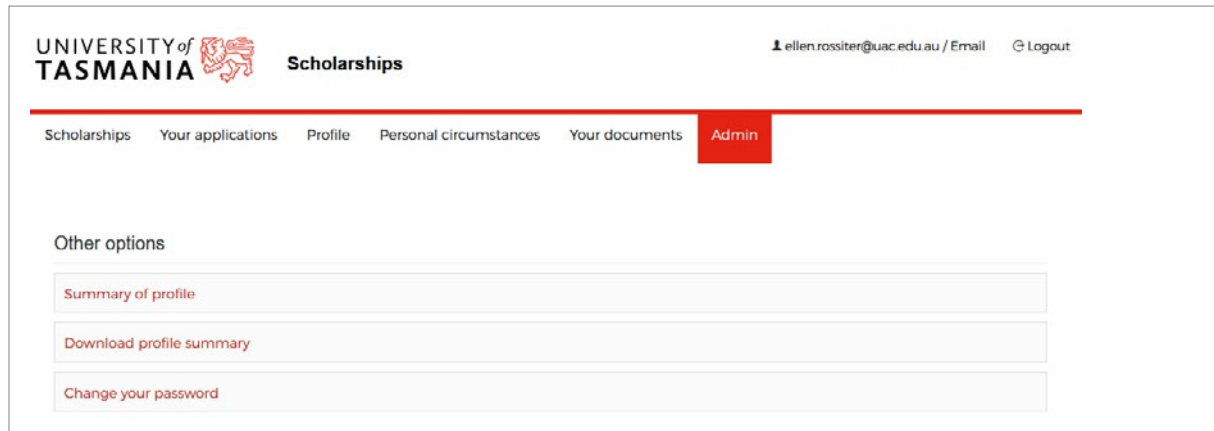 UNIVERSITY of
TASMANIA
Scholarships
ellen.rossiter@uac.edu.au / Email
Logout
Scholarships
Your applications
Profile
Personal circumstances
Your documents
Admin
Other options
Summary of profile
Download profile summary
Change your password